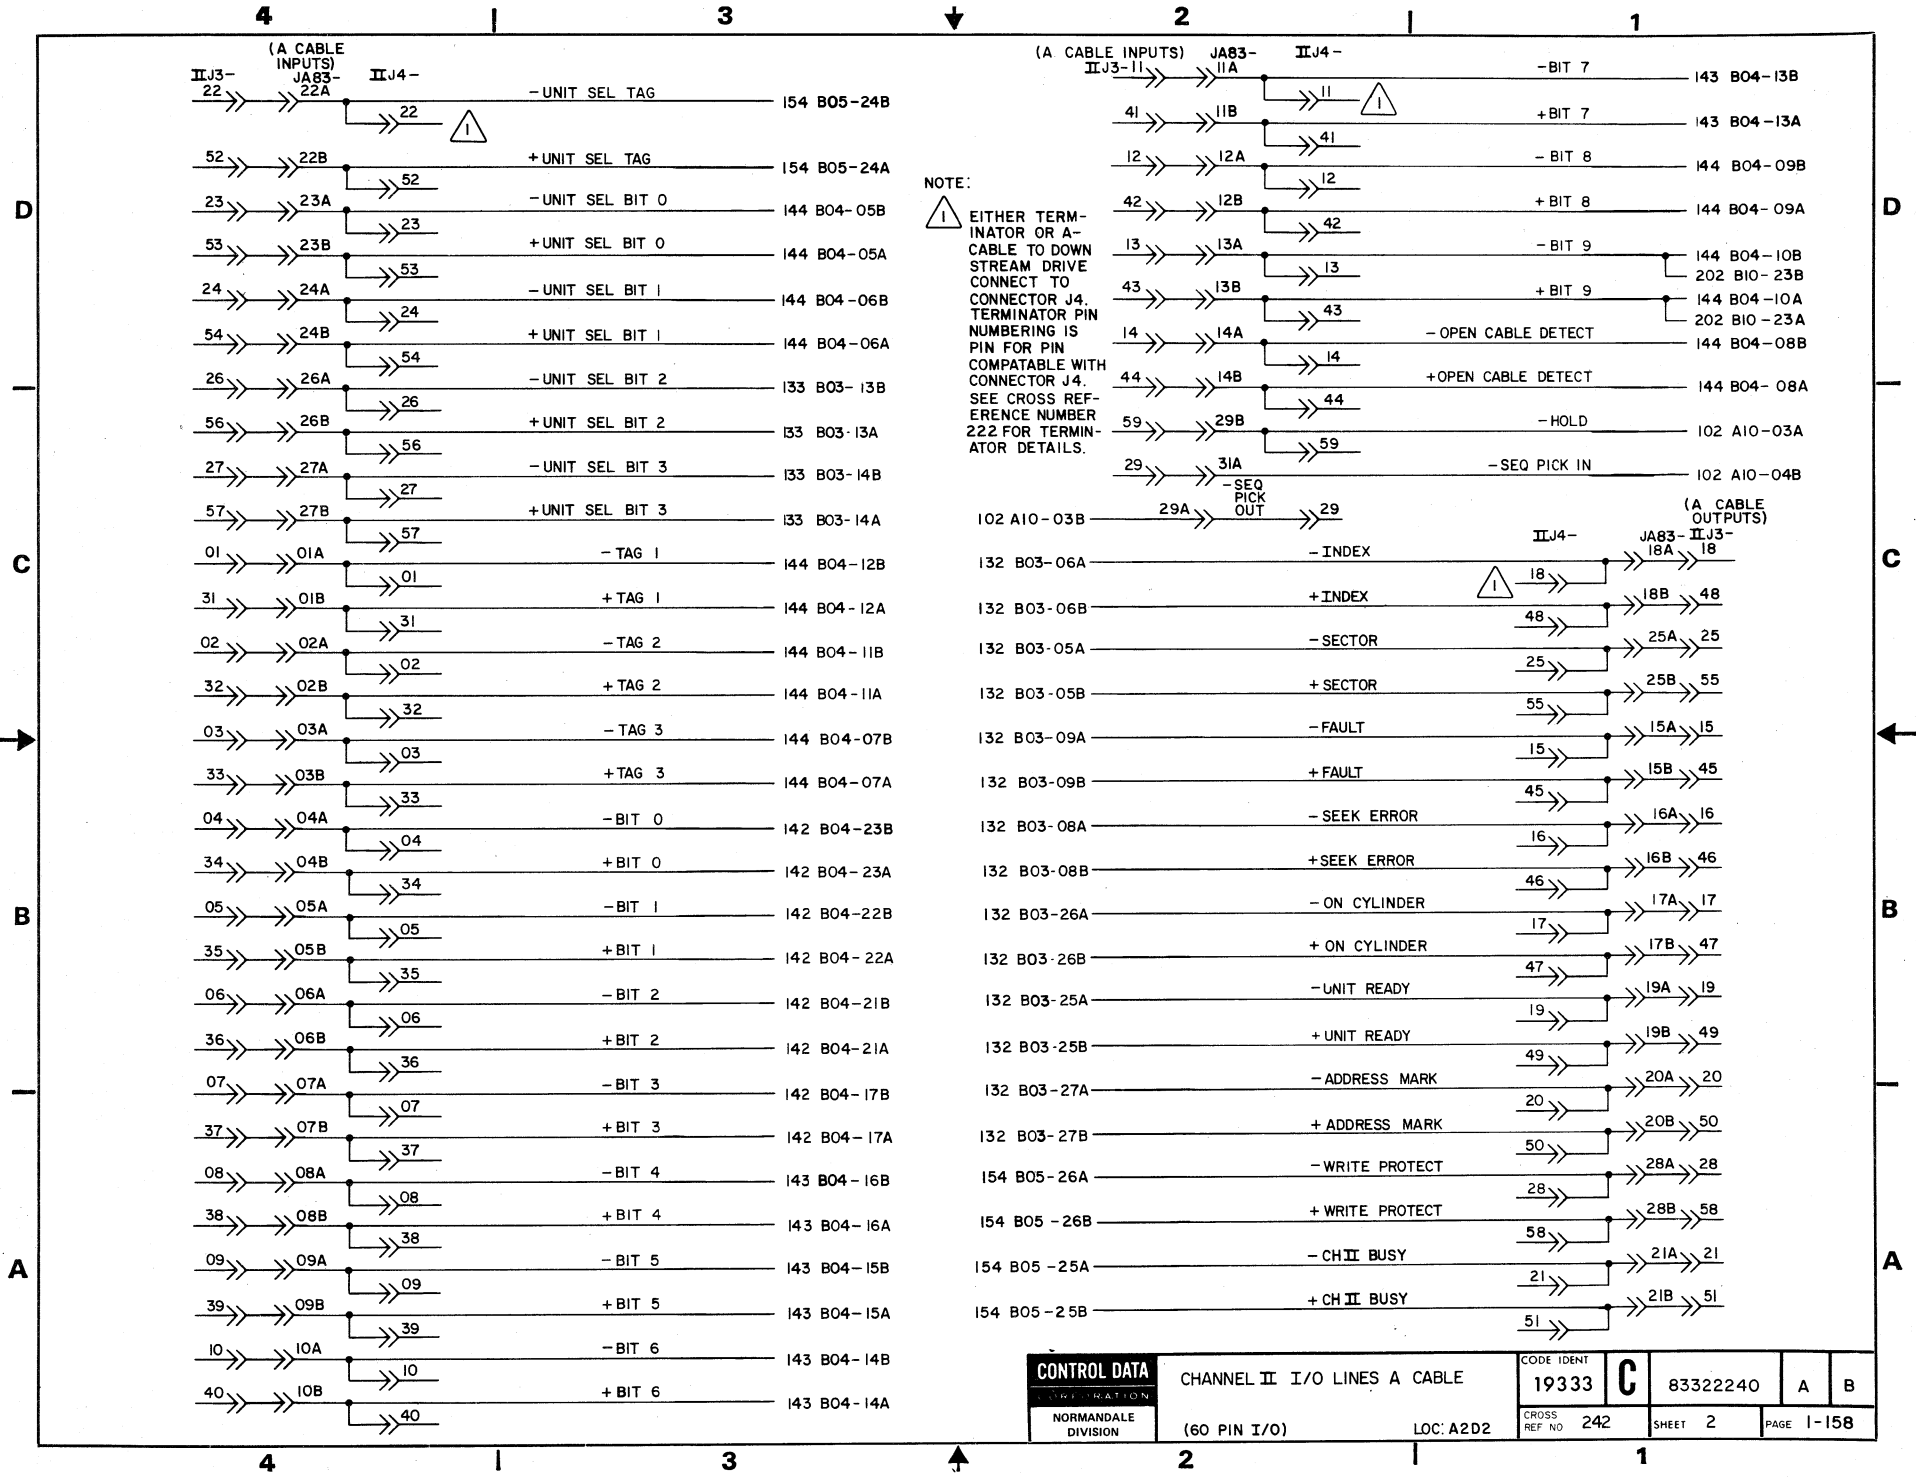 4 3 2 1
(A CABLE INPUTS)
IIJ3- JA83- IIJ4-
22 22A -UNIT SEL TAG 154 B05-24B
22 1
52 22B +UNIT SEL TAG 154 B05-24A
52
23 23A -UNIT SEL BIT 0 144 B04-05B
23
53 23B +UNIT SEL BIT 0 144 B04-05A
53
24 24A -UNIT SEL BIT 1 144 B04-06B
24
54 24B +UNIT SEL BIT 1 144 B04-06A
54
26 26A -UNIT SEL BIT 2 133 B03-13B
26
56 26B +UNIT SEL BIT 2 133 B03-13A
56
27 27A -UNIT SEL BIT 3 133 B03-14B
27
57 27B +UNIT SEL BIT 3 133 B03-14A
57
01 01A -TAG 1 144 B04-12B
01
31 01B +TAG 1 144 B04-12A
31
02 02A -TAG 2 144 B04-11B
02
32 02B +TAG 2 144 B04-11A
32
03 03A -TAG 3 144 B04-07B
03
33 03B +TAG 3 144 B04-07A
33
04 04A -BIT 0 142 B04-23B
04
34 04B +BIT 0 142 B04-23A
34
05 05A -BIT 1 142 B04-22B
05
35 05B +BIT 1 142 B04-22A
35
06 06A -BIT 2 142 B04-21B
06
36 06B +BIT 2 142 B04-21A
36
07 07A -BIT 3 142 B04-17B
07
37 07B +BIT 3 142 B04-17A
37
08 08A -BIT 4 143 B04-16B
08
38 08B +BIT 4 143 B04-16A
38
09 09A -BIT 5 143 B04-15B
09
39 09B +BIT 5 143 B04-15A
39
10 10A -BIT 6 143 B04-14B
10
40 10B +BIT 6 143 B04-14A
40
NOTE:
1 EITHER TERM-
INATOR OR A-
CABLE TO DOWN
STREAM DRIVE
CONNECT TO
CONNECTOR J4.
TERMINATOR PIN
NUMBERING IS
PIN FOR PIN
COMPATABLE WITH
CONNECTOR J4.
SEE CROSS REF-
ERENCE NUMBER
222 FOR TERMIN-
ATOR DETAILS.
(A CABLE INPUTS) JA83- IIJ4-
IIJ3-11 11A -BIT 7 143 B04-13B
11 1
41 11B +BIT 7 143 B04-13A
41
12 12A -BIT 8 144 B04-09B
12
42 12B +BIT 8 144 B04-09A
42
13 13A -BIT 9 144 B04-10B
13 202 B10-23B
43 13B +BIT 9 144 B04-10A
43 202 B10-23A
14 14A -OPEN CABLE DETECT 144 B04-08B
14
44 14B +OPEN CABLE DETECT 144 B04-08A
44
59 29B -HOLD 102 A10-03A
59
29 31A -SEQ PICK IN 102 A10-04B
-SEQ
PICK
OUT
102 A10-03B 29A 29
(A CABLE
OUTPUTS)
IIJ4- JA83- IIJ3-
132 B03-06A -INDEX 18A 18
1 18
132 B03-06B +INDEX 18B 48
48
132 B03-05A -SECTOR 25A 25
25
132 B03-05B +SECTOR 25B 55
55
132 B03-09A -FAULT 15A 15
15
132 B03-09B +FAULT 15B 45
45
132 B03-08A -SEEK ERROR 16A 16
16
132 B03-08B +SEEK ERROR 16B 46
46
132 B03-26A -ON CYLINDER 17A 17
17
132 B03-26B +ON CYLINDER 17B 47
47
132 B03-25A -UNIT READY 19A 19
19
132 B03-25B +UNIT READY 19B 49
49
132 B03-27A -ADDRESS MARK 20A 20
20
132 B03-27B +ADDRESS MARK 20B 50
50
154 B05-26A -WRITE PROTECT 28A 28
28
154 B05-26B +WRITE PROTECT 28B 58
58
154 B05-25A -CH II BUSY 21A 21
21
154 B05-25B +CH II BUSY 21B 51
51
D D
C C
B B
A A
CONTROL DATA
CORPORATION
NORMANDALE
DIVISION
CHANNEL II I/O LINES A CABLE
(60 PIN I/O) LOC: A2D2
CODE IDENT
19333 C 83322240 A B
CROSS
REF NO 242 SHEET 2 PAGE 1-158
4 3 2 1